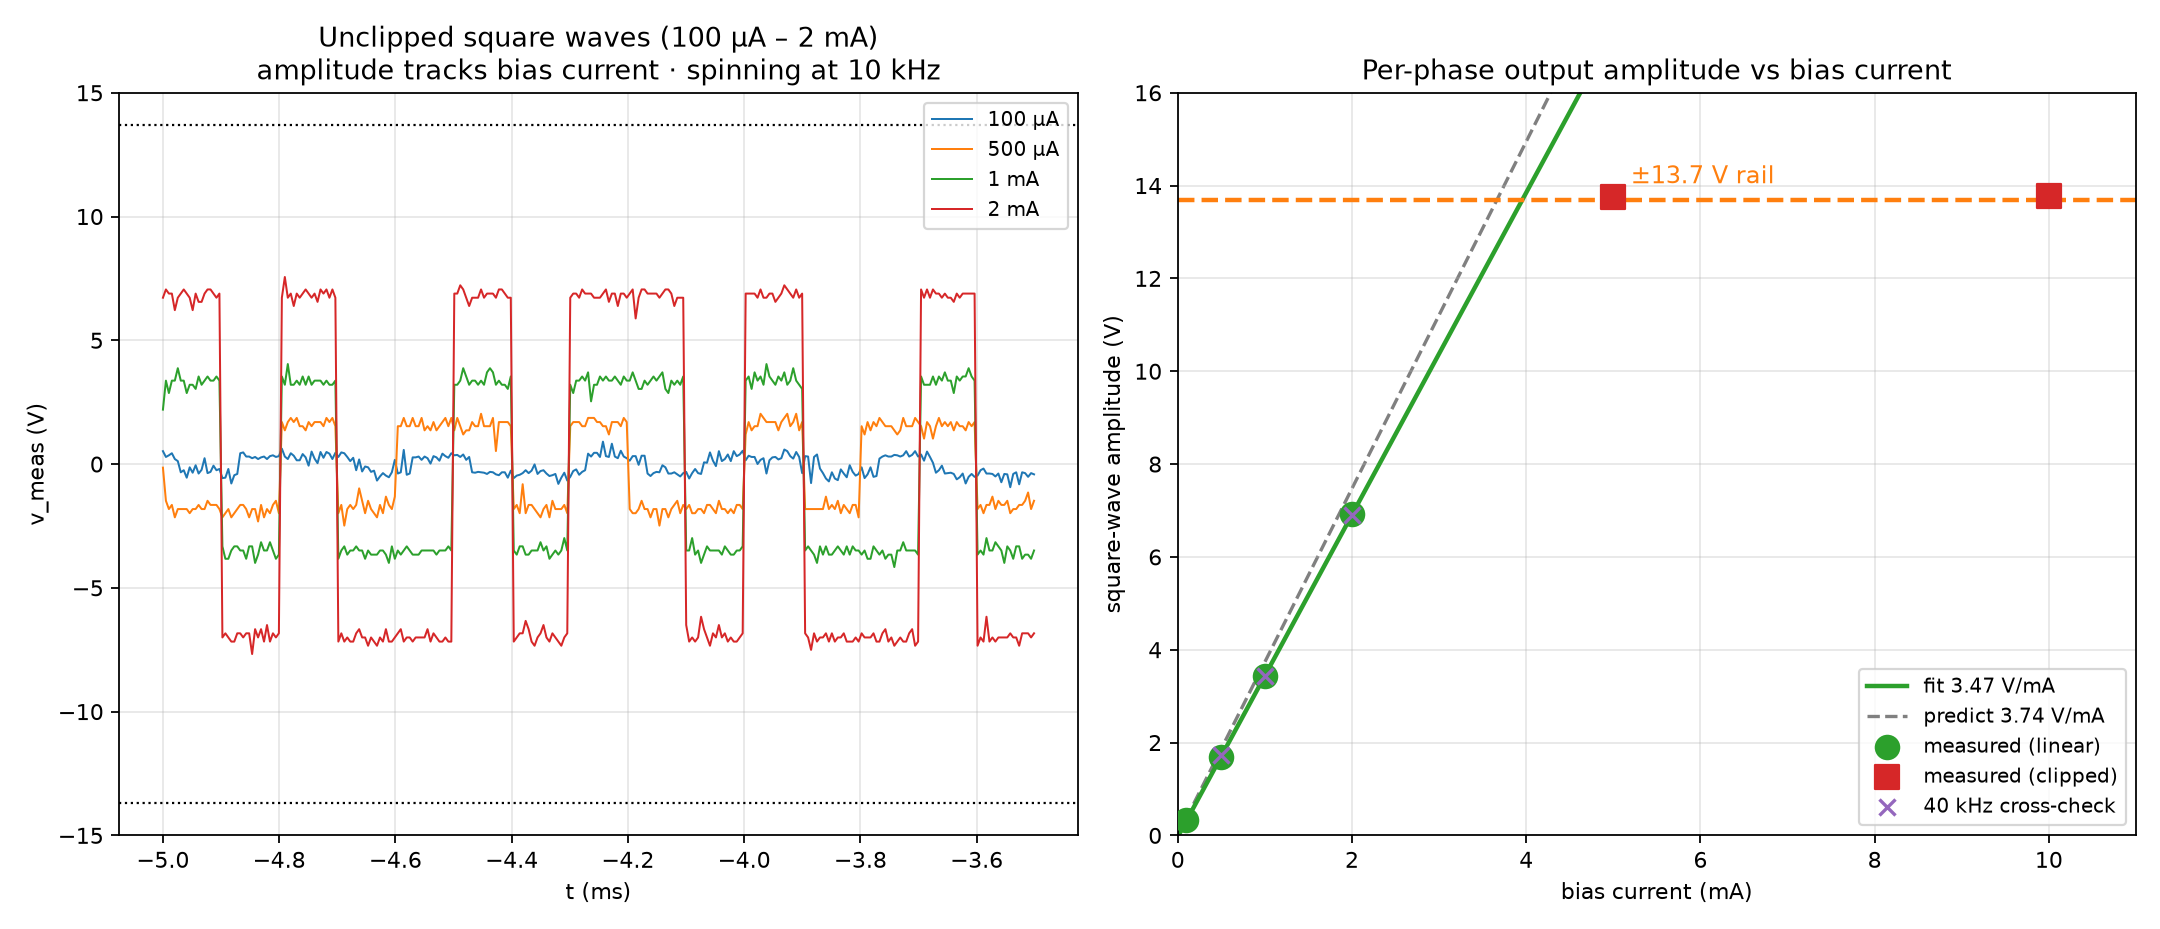 Unclipped square waves (100 µA – 2 mA)
amplitude tracks bias current · spinning at 10 kHz
15
10
5
0
−5
−10
−15
v_meas (V)
100 µA
500 µA
1 mA
2 mA
−5.0
−4.8
−4.6
−4.4
−4.2
−4.0
−3.8
−3.6
t (ms)
Per-phase output amplitude vs bias current
16
14
12
10
8
6
4
2
0
square-wave amplitude (V)
±13.7 V rail
fit 3.47 V/mA
predict 3.74 V/mA
measured (linear)
measured (clipped)
40 kHz cross-check
0
2
4
6
8
10
bias current (mA)